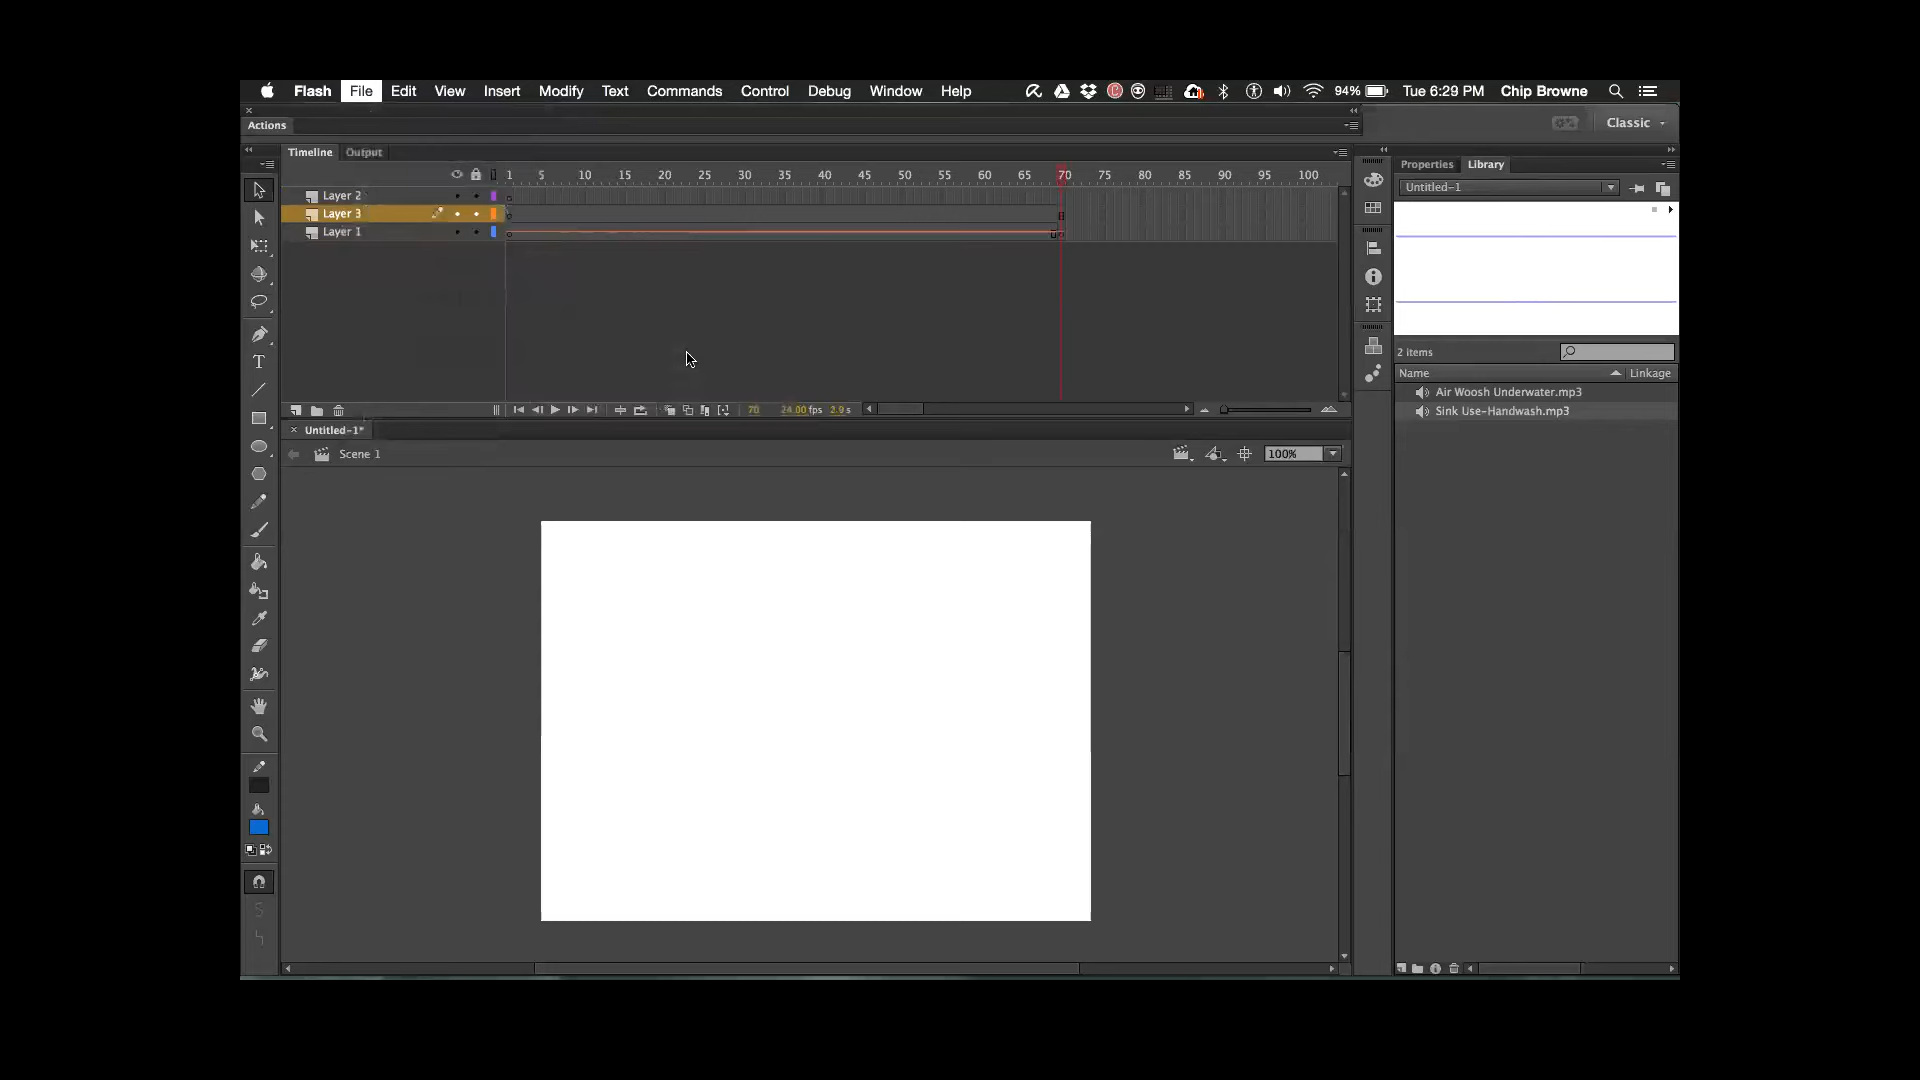 Flash File Edit View Insert Modify Text Commands Control Debug Window Help 94% Tue 6:29 PM Chip Browne
Actions
Classic
Timeline Output
Properties Library
1 5 10 15 20 25 30 35 40 45 50 55 60 65 70 75 80 85 90 95 100
Untitled-1
Layer 2
Layer 3
Layer 1
2 items
Name Linkage
Air Woosh Underwater.mp3
Sink Use-Handwash.mp3
70 24.00 fps 2.9 s
Untitled-1*
Scene 1
100%
T